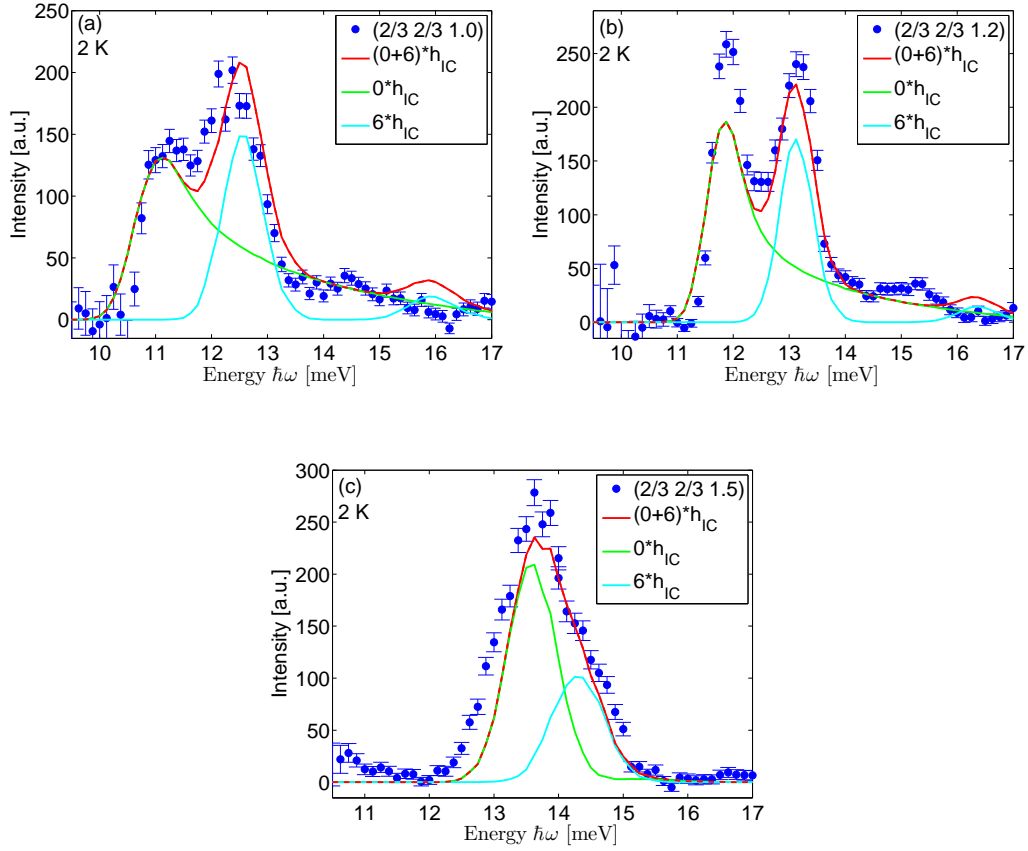 (a)
2 K
(2/3 2/3 1.0)
(0+6)*h_IC
0*h_IC
6*h_IC
250
200
150
100
50
0
Intensity [a.u.]
10 11 12 13 14 15 16 17
Energy ħω [meV]
(b)
2 K
(2/3 2/3 1.2)
(0+6)*h_IC
0*h_IC
6*h_IC
250
200
150
100
50
0
Intensity [a.u.]
10 11 12 13 14 15 16 17
Energy ħω [meV]
(c)
2 K
(2/3 2/3 1.5)
(0+6)*h_IC
0*h_IC
6*h_IC
300
250
200
150
100
50
0
Intensity [a.u.]
11 12 13 14 15 16 17
Energy ħω [meV]